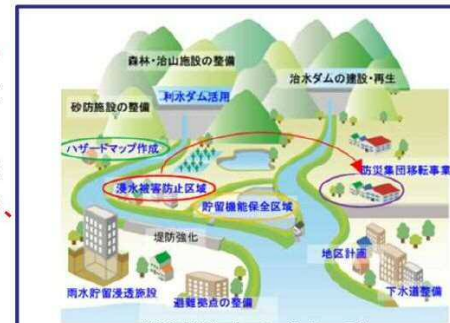 森林・治山施設の整備
治水ダムの建設・再生
利水ダム活用
砂防施設の整備
ハザードマップ作成
防災集団移転事業
浸水被害防止区域
貯留機能保全区域
堤防強化
地区計画
雨水貯留浸透施設
避難拠点の整備
下水道整備